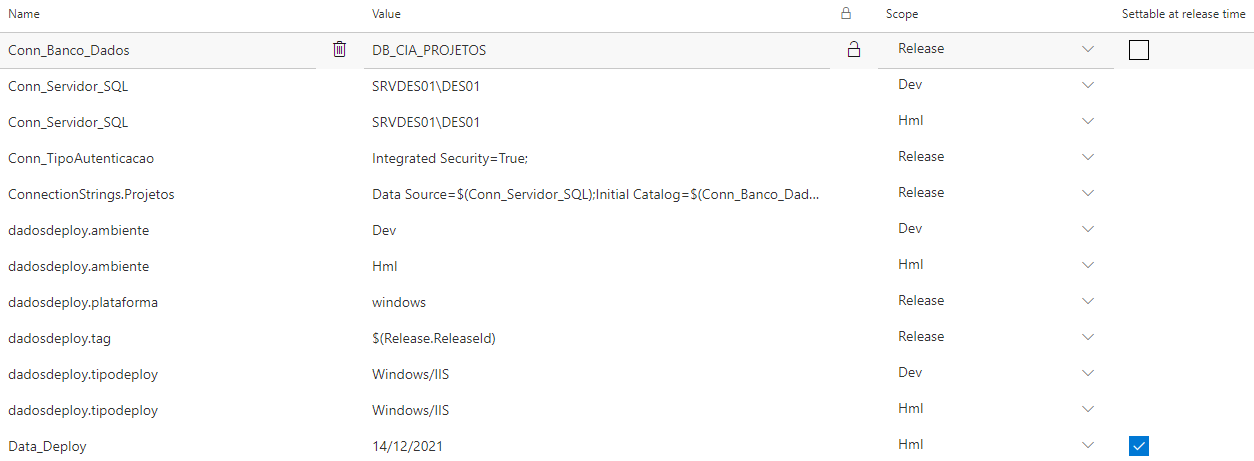 Name Value Scope Settable at release time
Conn_Banco_Dados DB_CIA_PROJETOS Release
Conn_Servidor_SQL SRVDES01\DES01 Dev
Conn_Servidor_SQL SRVDES01\DES01 Hml
Conn_TipoAutenticacao Integrated Security=True; Release
ConnectionStrings.Projetos Data Source=$(Conn_Servidor_SQL);Initial Catalog=$(Conn_Banco_Dad... Release
dadosdeploy.ambiente Dev Dev
dadosdeploy.ambiente Hml Hml
dadosdeploy.plataforma windows Release
dadosdeploy.tag $(Release.ReleaseId) Release
dadosdeploy.tipodeploy Windows/IIS Dev
dadosdeploy.tipodeploy Windows/IIS Hml
Data_Deploy 14/12/2021 Hml